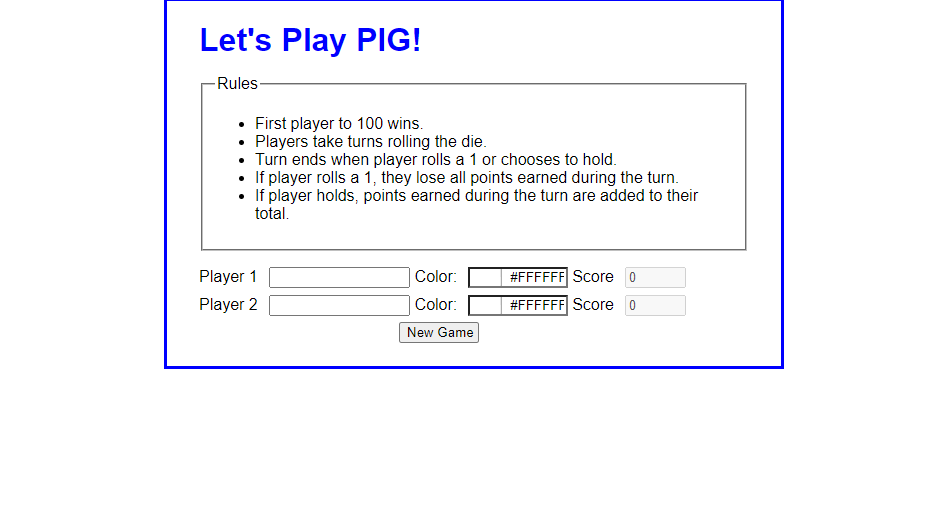 Let's Play PIG!
Rules
First player to 100 wins.
Players take turns rolling the die.
Turn ends when player rolls a 1 or chooses to hold.
If player rolls a 1, they lose all points earned during the turn.
If player holds, points earned during the turn are added to their
total.
Player 1 Color: #FFFFFF Score 0
Player 2 Color: #FFFFFF Score 0
New Game